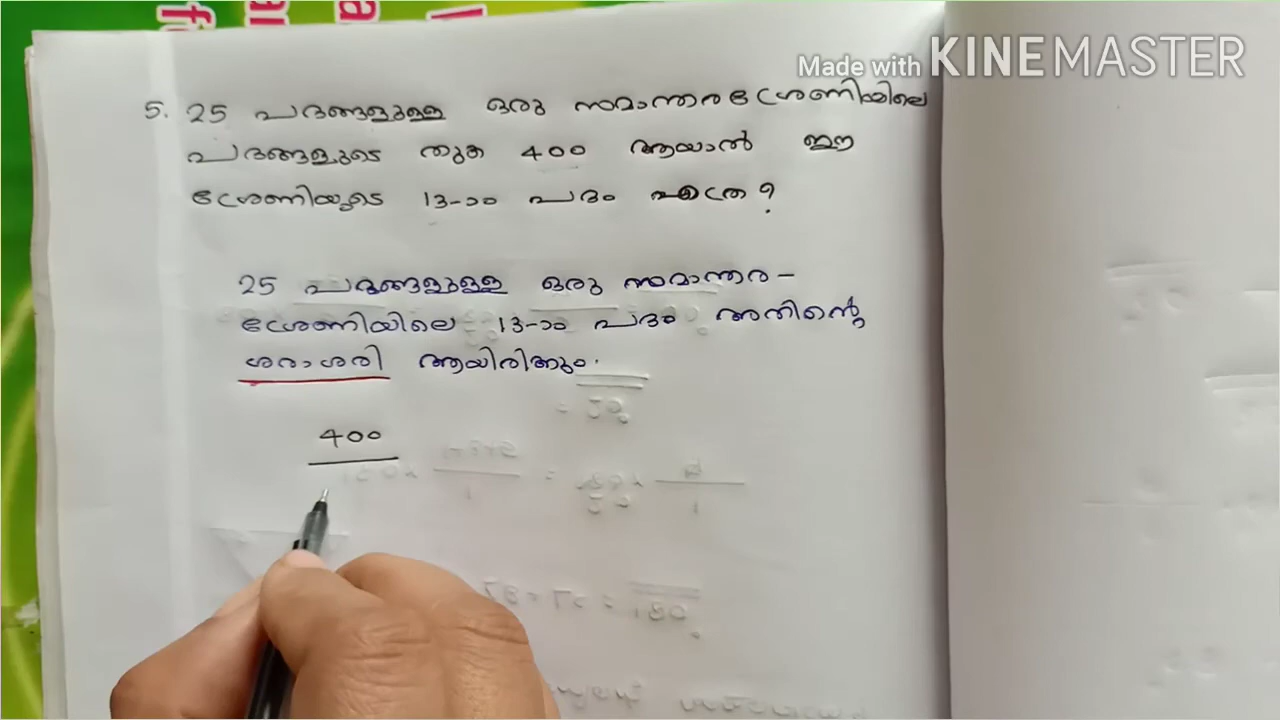 Made with KINEMASTER
5. 25 പദങ്ങളുള്ള ഒരു സമാന്തരശ്രേണിയിലെ
പദങ്ങളുടെ തുക 400 ആയാൽ ഈ
ശ്രേണിയുടെ 13-ാം പദം എത്ര?
25 പദങ്ങളുള്ള ഒരു സമാന്തര-
ശ്രേണിയിലെ 13-ാം പദം അതിന്റെ
ശരാശരി ആയിരിക്കും.
400